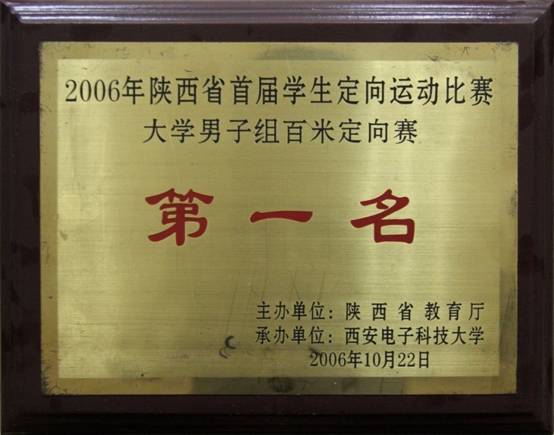 2006年陕西省首届学生定向运动比赛
大学男子组百米定向赛
第一名
主办单位：陕西省教育厅
承办单位：西安电子科技大学
2006年10月22日